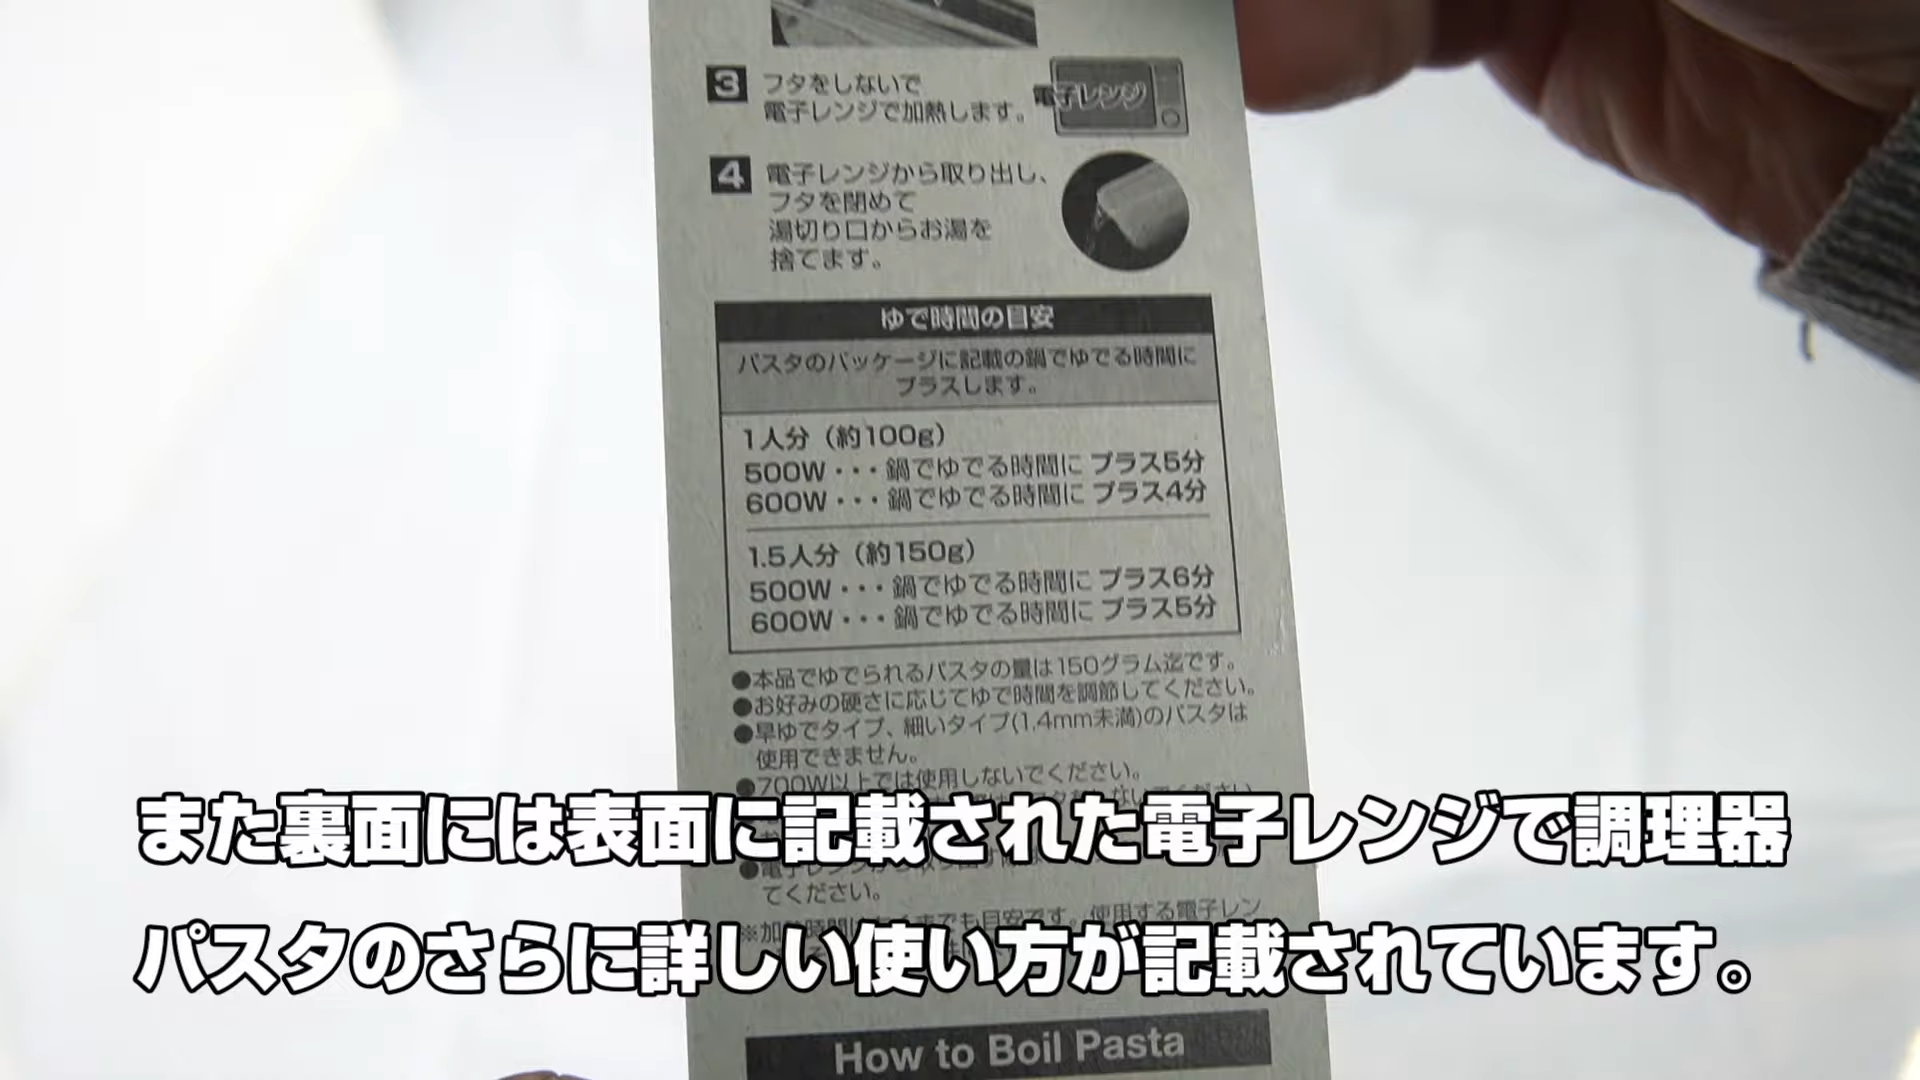 3 フタをしないで
電子レンジで加熱します。
電子レンジ
4 電子レンジから取り出し、
フタを閉めて
湯切り口からお湯を
捨てます。
ゆで時間の目安
パスタのパッケージに記載の鍋でゆでる時間に
プラスします。
1人分（約100g）
500W・・・鍋でゆでる時間に プラス5分
600W・・・鍋でゆでる時間に プラス4分
1.5人分（約150g）
500W・・・鍋でゆでる時間に プラス6分
600W・・・鍋でゆでる時間に プラス5分
●本品でゆでられるパスタの量は150グラム迄です。
●お好みの硬さに応じてゆで時間を調節してください。
●早ゆでタイプ、細いタイプ(1.4mm未満)のパスタは
使用できません。
●700W以上では使用しないでください。
また裏面には表面に記載された電子レンジで調理器
てください。
パスタのさらに詳しい使い方が記載されています。
How to Boil Pasta